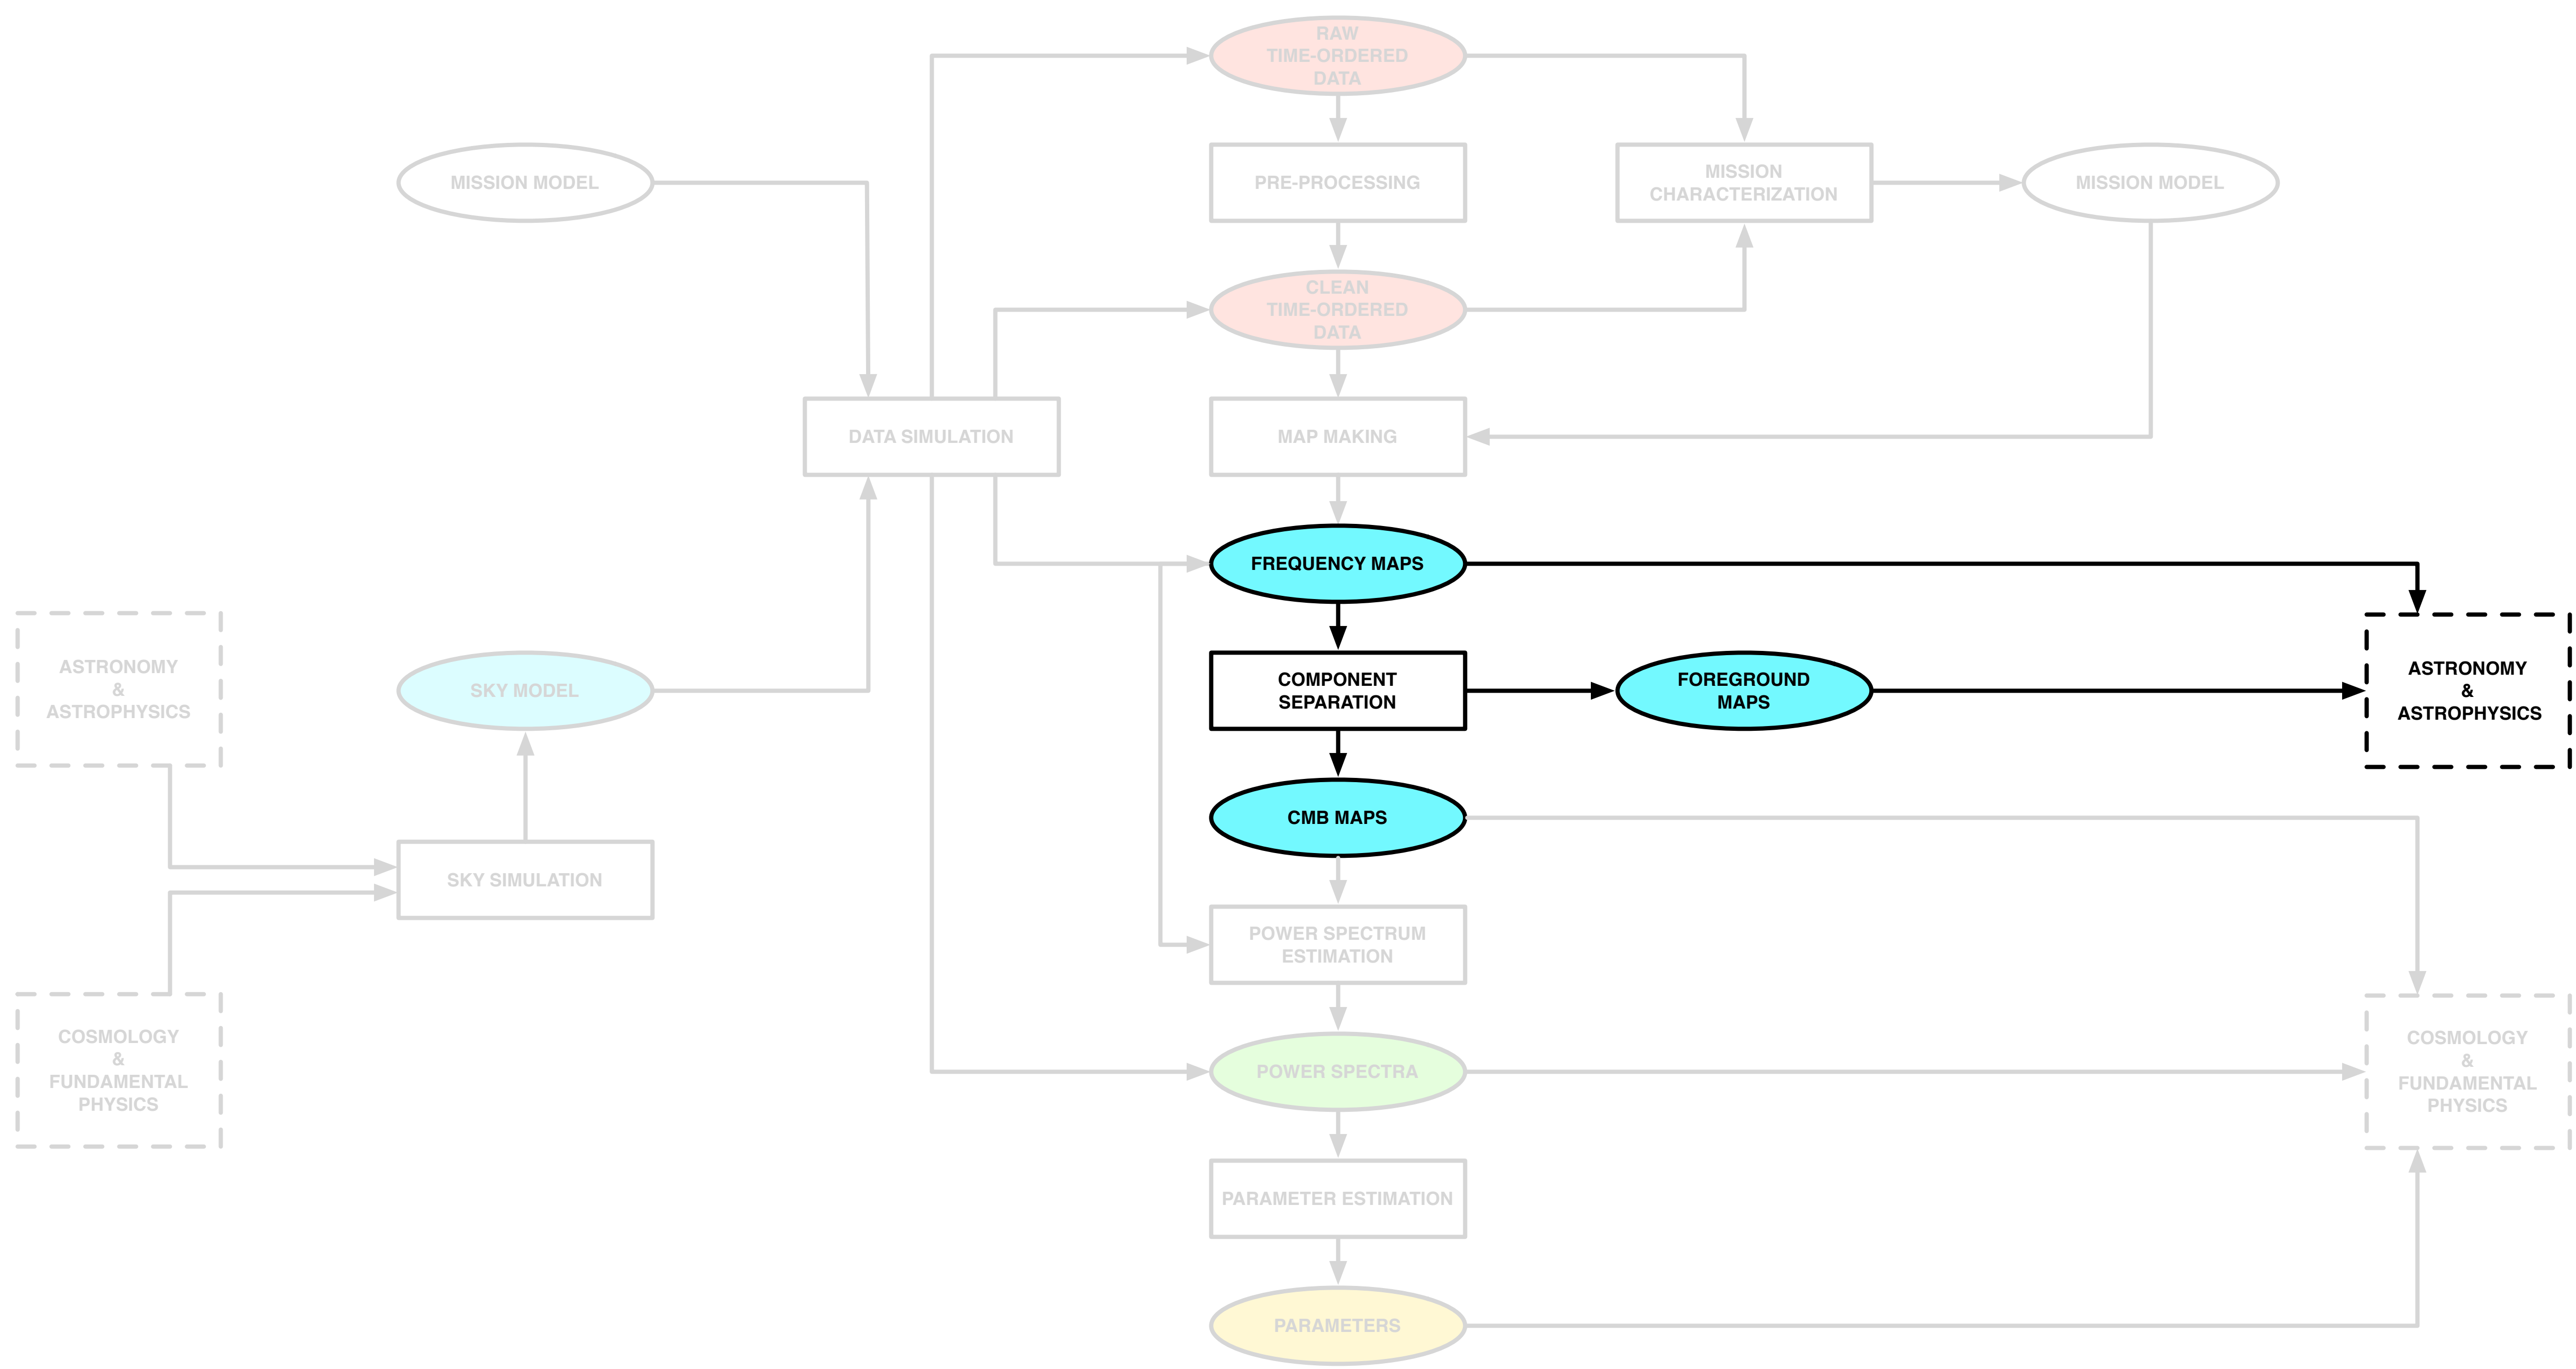 RAW
TIME-ORDERED
DATA
MISSION MODEL
PRE-PROCESSING
MISSION
CHARACTERIZATION
MISSION MODEL
CLEAN
TIME-ORDERED
DATA
DATA SIMULATION
MAP MAKING
FREQUENCY MAPS
ASTRONOMY
&
ASTROPHYSICS
SKY MODEL
COMPONENT
SEPARATION
FOREGROUND
MAPS
ASTRONOMY
&
ASTROPHYSICS
CMB MAPS
SKY SIMULATION
POWER SPECTRUM
ESTIMATION
COSMOLOGY
&
FUNDAMENTAL
PHYSICS
POWER SPECTRA
COSMOLOGY
&
FUNDAMENTAL
PHYSICS
PARAMETER ESTIMATION
PARAMETERS